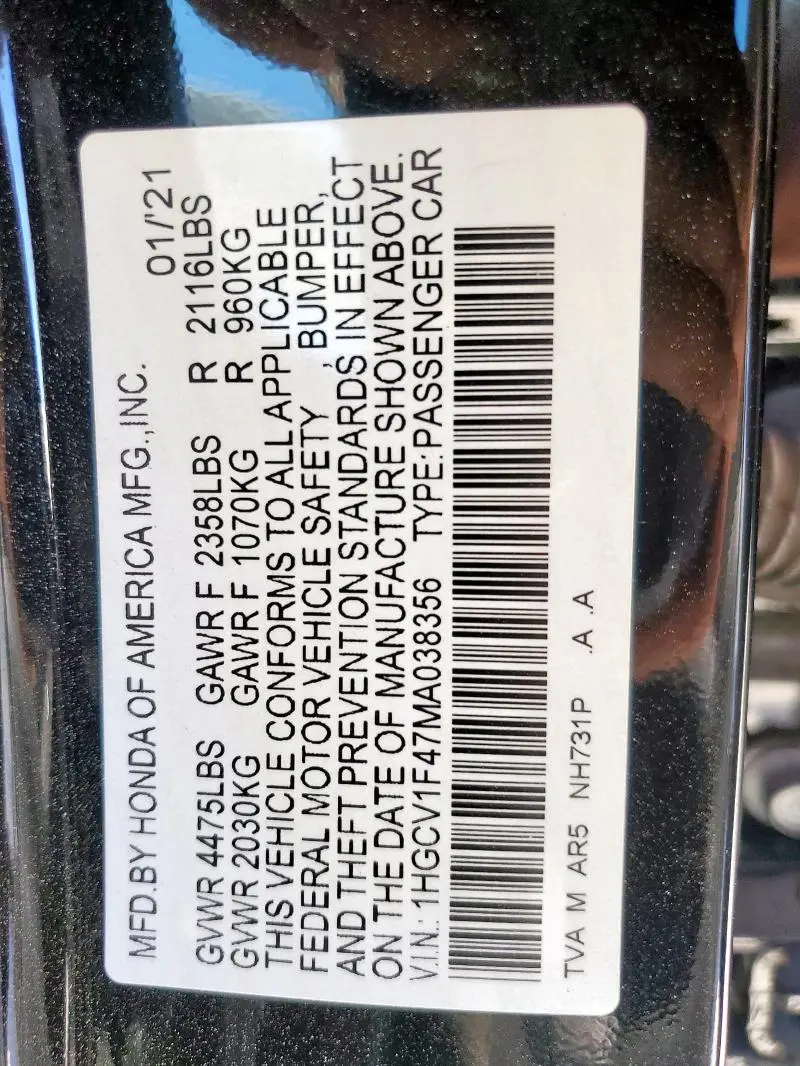 MFD.BY HONDA OF AMERICA MFG.,INC. 01/'21
GVWR 4475LBS GAWR F 2358LBS R 2116LBS
GVWR 2030KG GAWR F 1070KG R 960KG
THIS VEHICLE CONFORMS TO ALL APPLICABLE
FEDERAL MOTOR VEHICLE SAFETY , BUMPER,
AND THEFT PREVENTION STANDARDS IN EFFECT
ON THE DATE OF MANUFACTURE SHOWN ABOVE.
V.I.N.: 1HGCV1F47MA038356 TYPE:PASSENGER CAR
TVA M AR5 NH731P .A .A